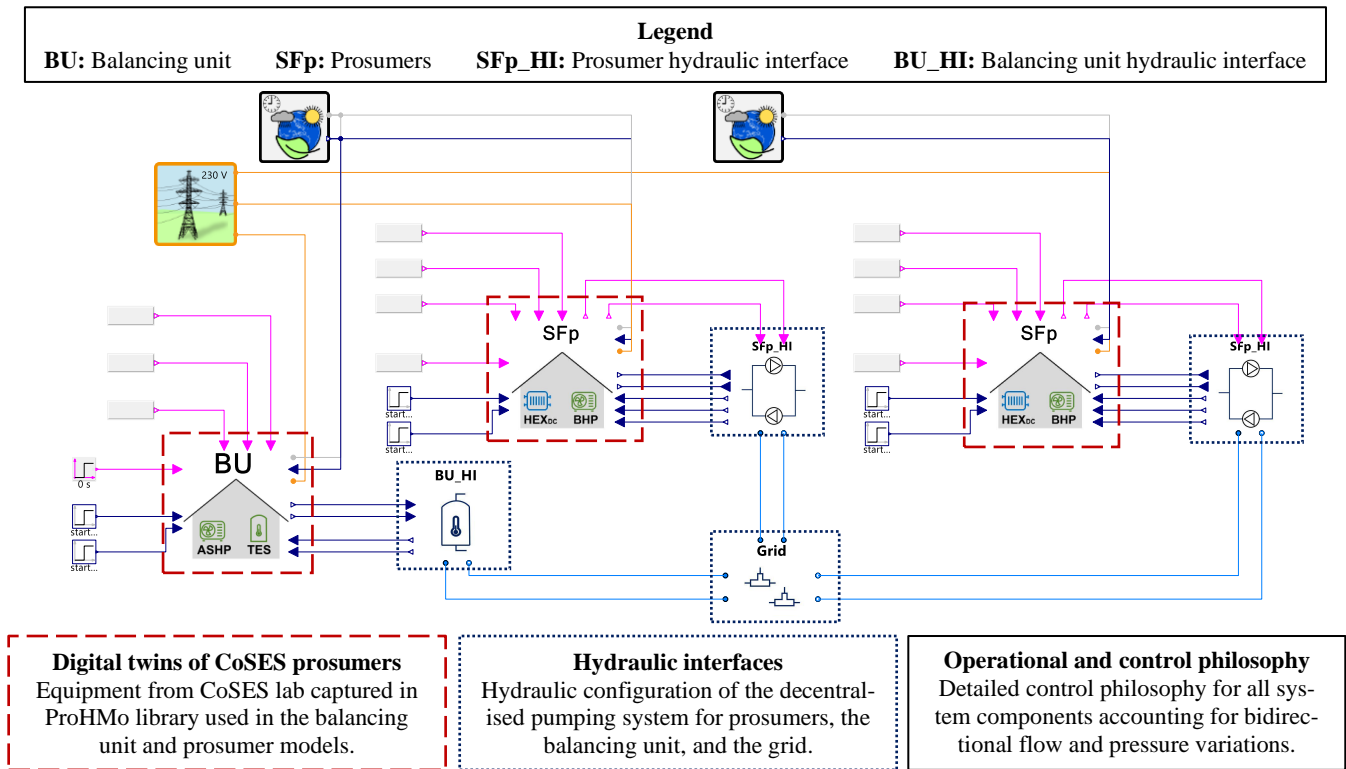 Legend
BU: Balancing unit SFp: Prosumers SFp_HI: Prosumer hydraulic interface BU_HI: Balancing unit hydraulic interface
230 V
SFp
HEXDC BHP
start...
start...
SFp_HI
SFp
HEXDC BHP
start...
start...
SFp_HI
BU
ASHP TES
0 s
start...
start...
BU_HI
Grid
Digital twins of CoSES prosumers
Equipment from CoSES lab captured in
ProHMo library used in the balancing
unit and prosumer models.
Hydraulic interfaces
Hydraulic configuration of the decentral-
ised pumping system for prosumers, the
balancing unit, and the grid.
Operational and control philosophy
Detailed control philosophy for all sys-
tem components accounting for bidirec-
tional flow and pressure variations.